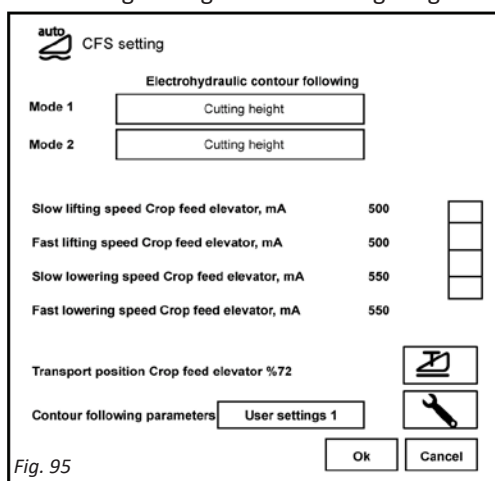 auto
CFS setting
Electrohydraulic contour following
Mode 1 Cutting height
Mode 2 Cutting height
Slow lifting speed Crop feed elevator, mA 500
Fast lifting speed Crop feed elevator, mA 500
Slow lowering speed Crop feed elevator, mA 550
Fast lowering speed Crop feed elevator, mA 550
Transport position Crop feed elevator %72
Contour following parameters User settings 1
Ok Cancel
Fig. 95